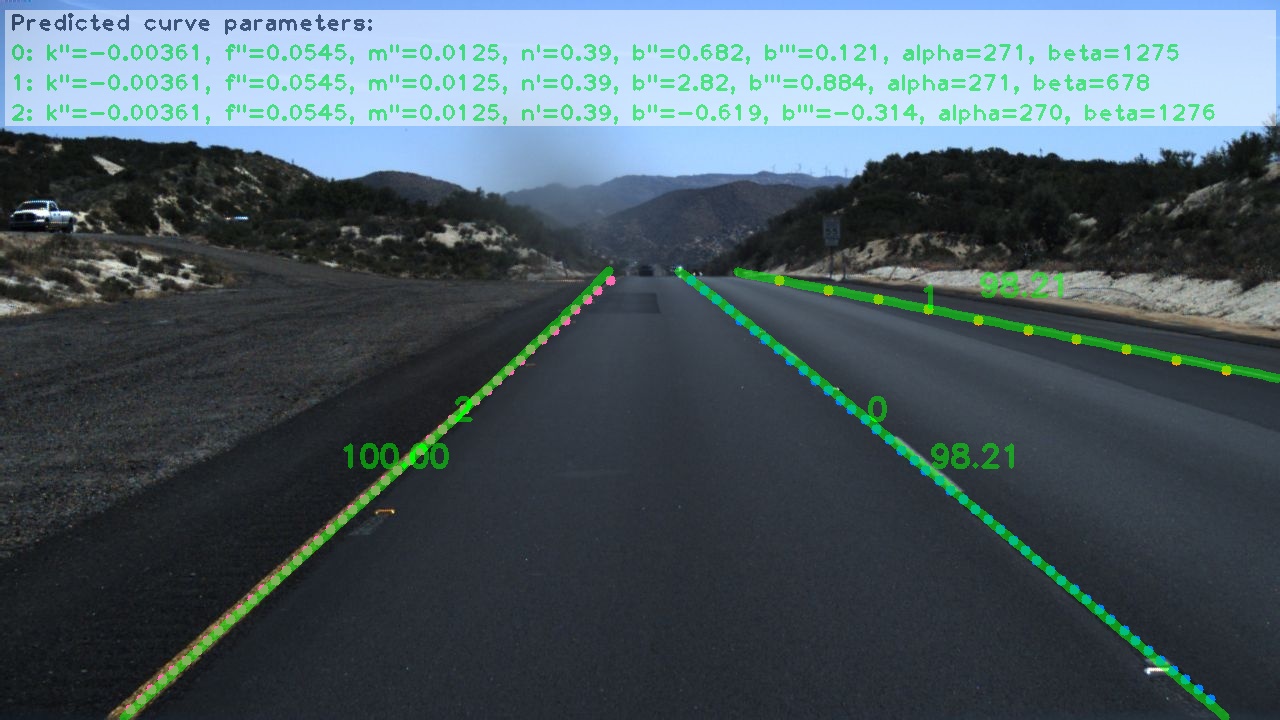 Predicted curve parameters:
0: k''=-0.00361, f''=0.0545, m''=0.0125, n'=0.39, b''=0.682, b'''=0.121, alpha=271, beta=1275
1: k''=-0.00361, f''=0.0545, m''=0.0125, n'=0.39, b''=2.82, b'''=0.884, alpha=271, beta=678
2: k''=-0.00361, f''=0.0545, m''=0.0125, n'=0.39, b''=-0.619, b'''=-0.314, alpha=270, beta=1276
55
1 98.21
2 0
100.00 98.21